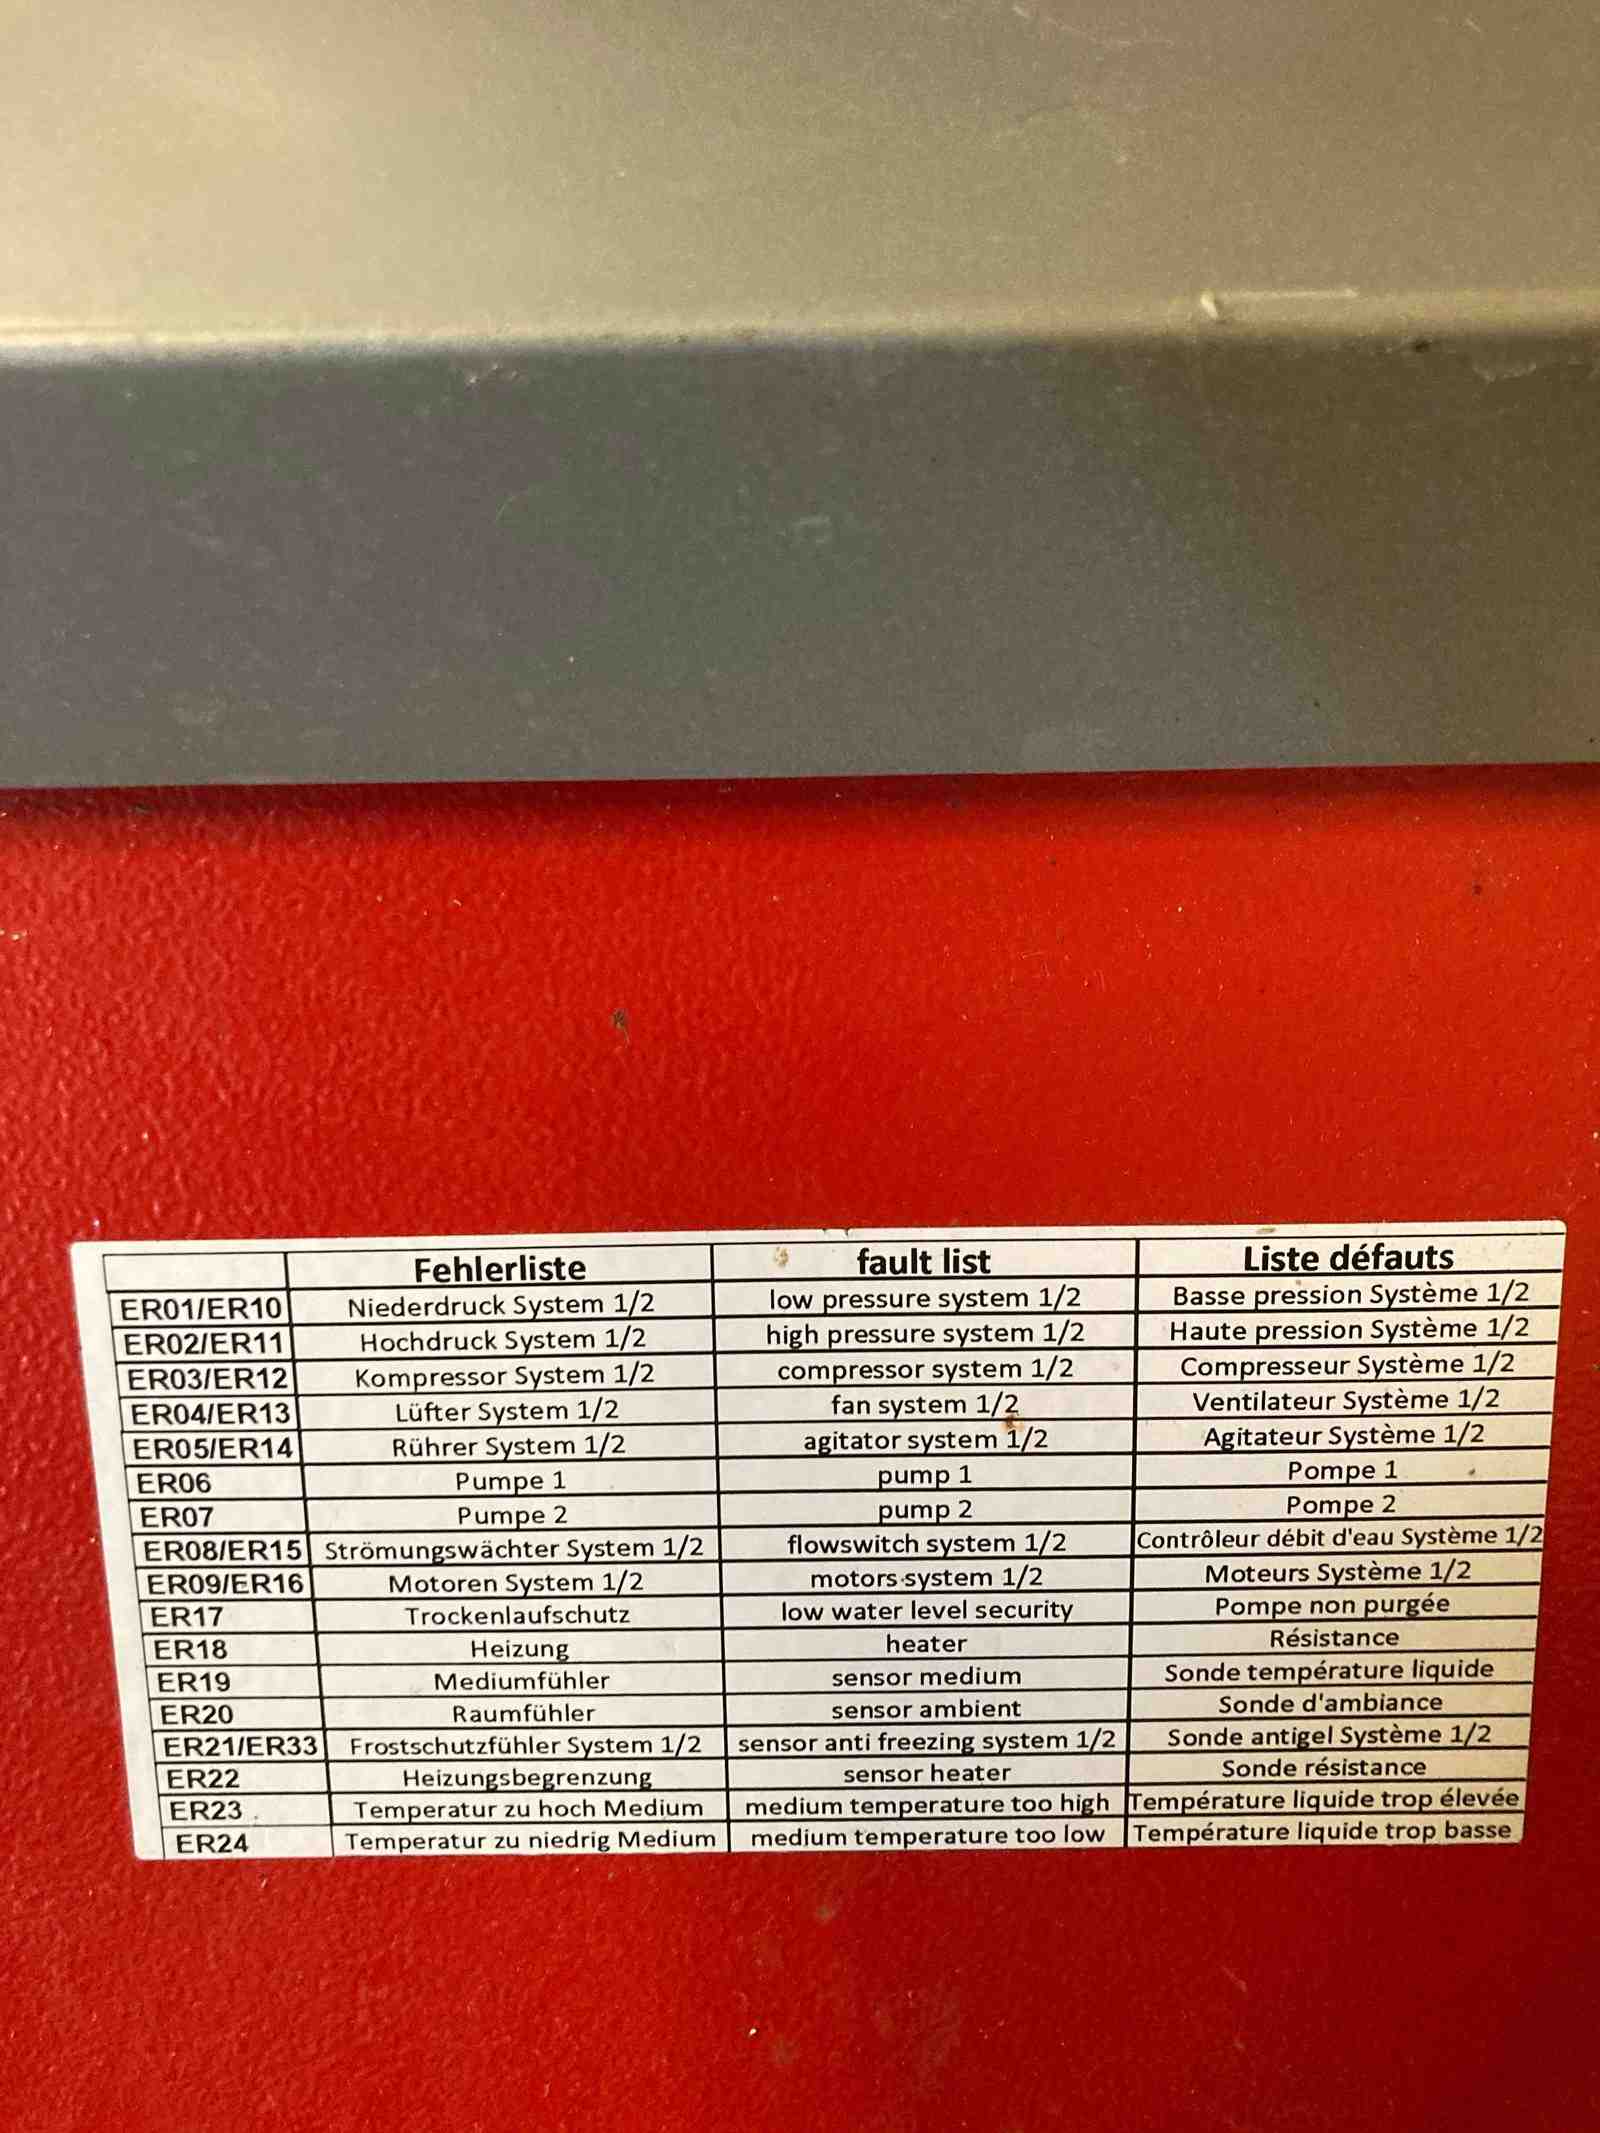 Fehlerliste fault list Liste défauts
ER01/ER10 Niederdruck System 1/2 low pressure system 1/2 Basse pression Système 1/2
ER02/ER11 Hochdruck System 1/2 high pressure system 1/2 Haute pression Système 1/2
ER03/ER12 Kompressor System 1/2 compressor system 1/2 Compresseur Système 1/2
ER04/ER13 Lüfter System 1/2 fan system 1/2 Ventilateur Système 1/2
ER05/ER14 Rührer System 1/2 agitator system 1/2 Agitateur Système 1/2
ER06 Pumpe 1 pump 1 Pompe 1
ER07 Pumpe 2 pump 2 Pompe 2
ER08/ER15 Strömungswächter System 1/2 flowswitch system 1/2 Contrôleur débit d'eau Système 1/2
ER09/ER16 Motoren System 1/2 motors system 1/2 Moteurs Système 1/2
ER17 Trockenlaufschutz low water level security Pompe non purgée
ER18 Heizung heater Résistance
ER19 Mediumfühler sensor medium Sonde température liquide
ER20 Raumfühler sensor ambient Sonde d'ambiance
ER21/ER33 Frostschutzfühler System 1/2 sensor anti freezing system 1/2 Sonde antigel Système 1/2
ER22 Heizungsbegrenzung sensor heater Sonde résistance
ER23 Temperatur zu hoch Medium medium temperature too high Température liquide trop élevée
ER24 Temperatur zu niedrig Medium medium temperature too low Température liquide trop basse